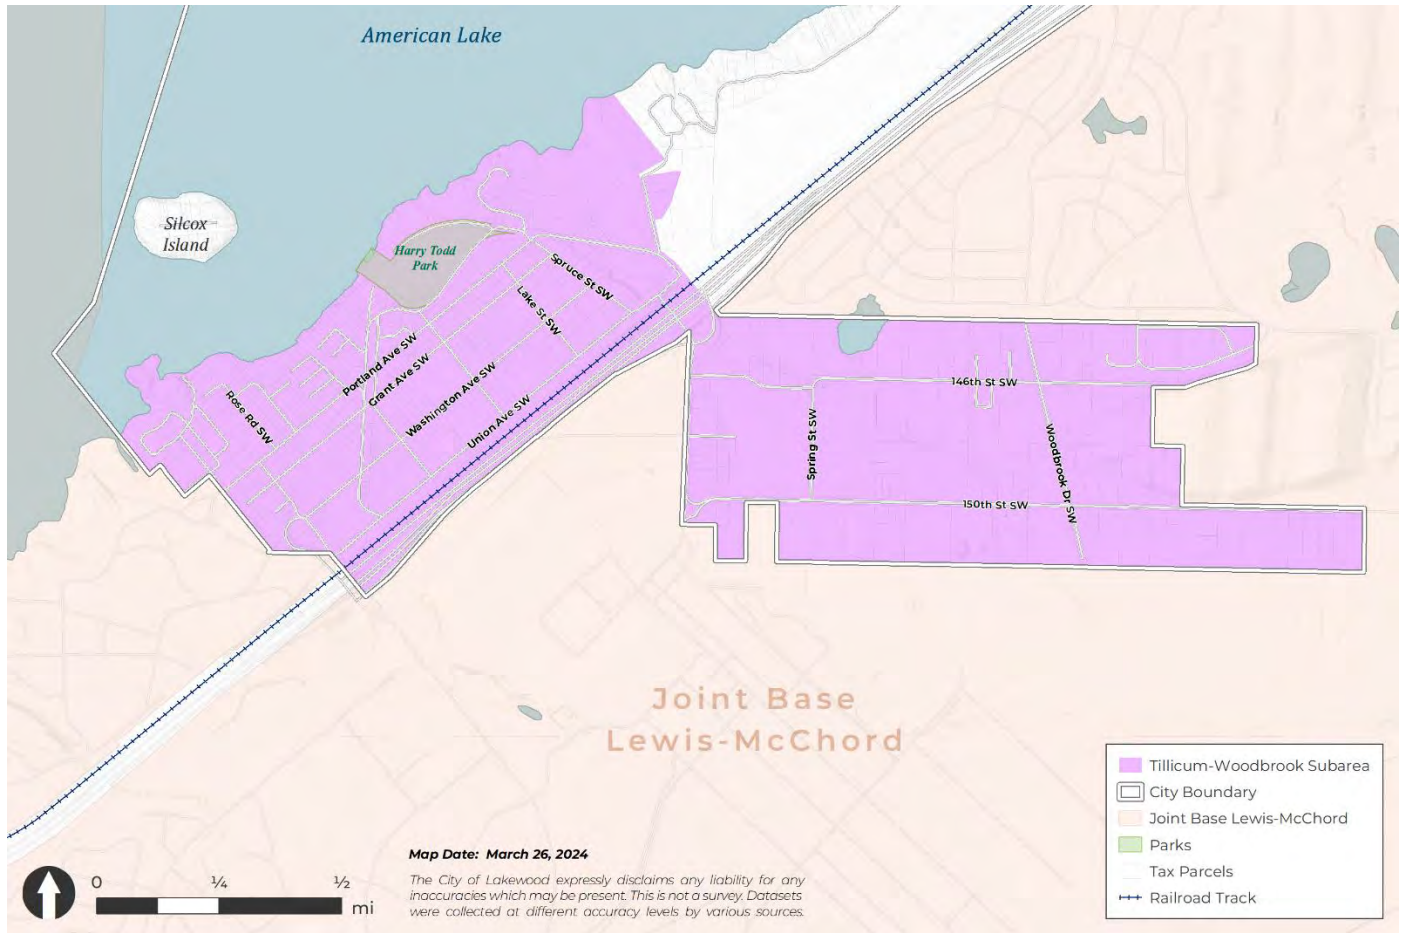 American Lake
Silcox
Island
Harry Todd
Park
Spruce St SW
Lake St SW
Portland Ave SW
Grant Ave SW
Washington Ave SW
Union Ave SW
Rose Rd SW
146th St SW
Spring St SW
Woodbrook Dr SW
150th St SW
Joint Base
Lewis-McChord
Tillicum-Woodbrook Subarea
City Boundary
Joint Base Lewis-McChord
Parks
Tax Parcels
Railroad Track
0 ¼ ½
mi
Map Date: March 26, 2024
The City of Lakewood expressly disclaims any liability for any
inaccuracies which may be present. This is not a survey. Datasets
were collected at different accuracy levels by various sources.